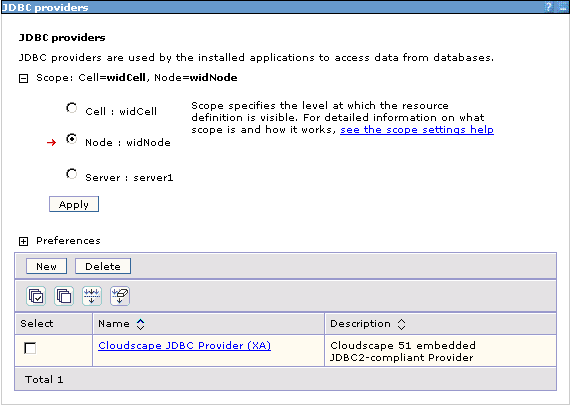 JDBC providers
? _
JDBC providers
JDBC providers are used by the installed applications to access data from databases.
Scope: Cell=widCell, Node=widNode
Cell : widCell
Scope specifies the level at which the resource
definition is visible. For detailed information on what
scope is and how it works, see the scope settings help
Node : widNode
Server : server1
Apply
Preferences
New Delete
Select Name Description
Cloudscape JDBC Provider (XA) Cloudscape 51 embedded
JDBC2-compliant Provider
Total 1